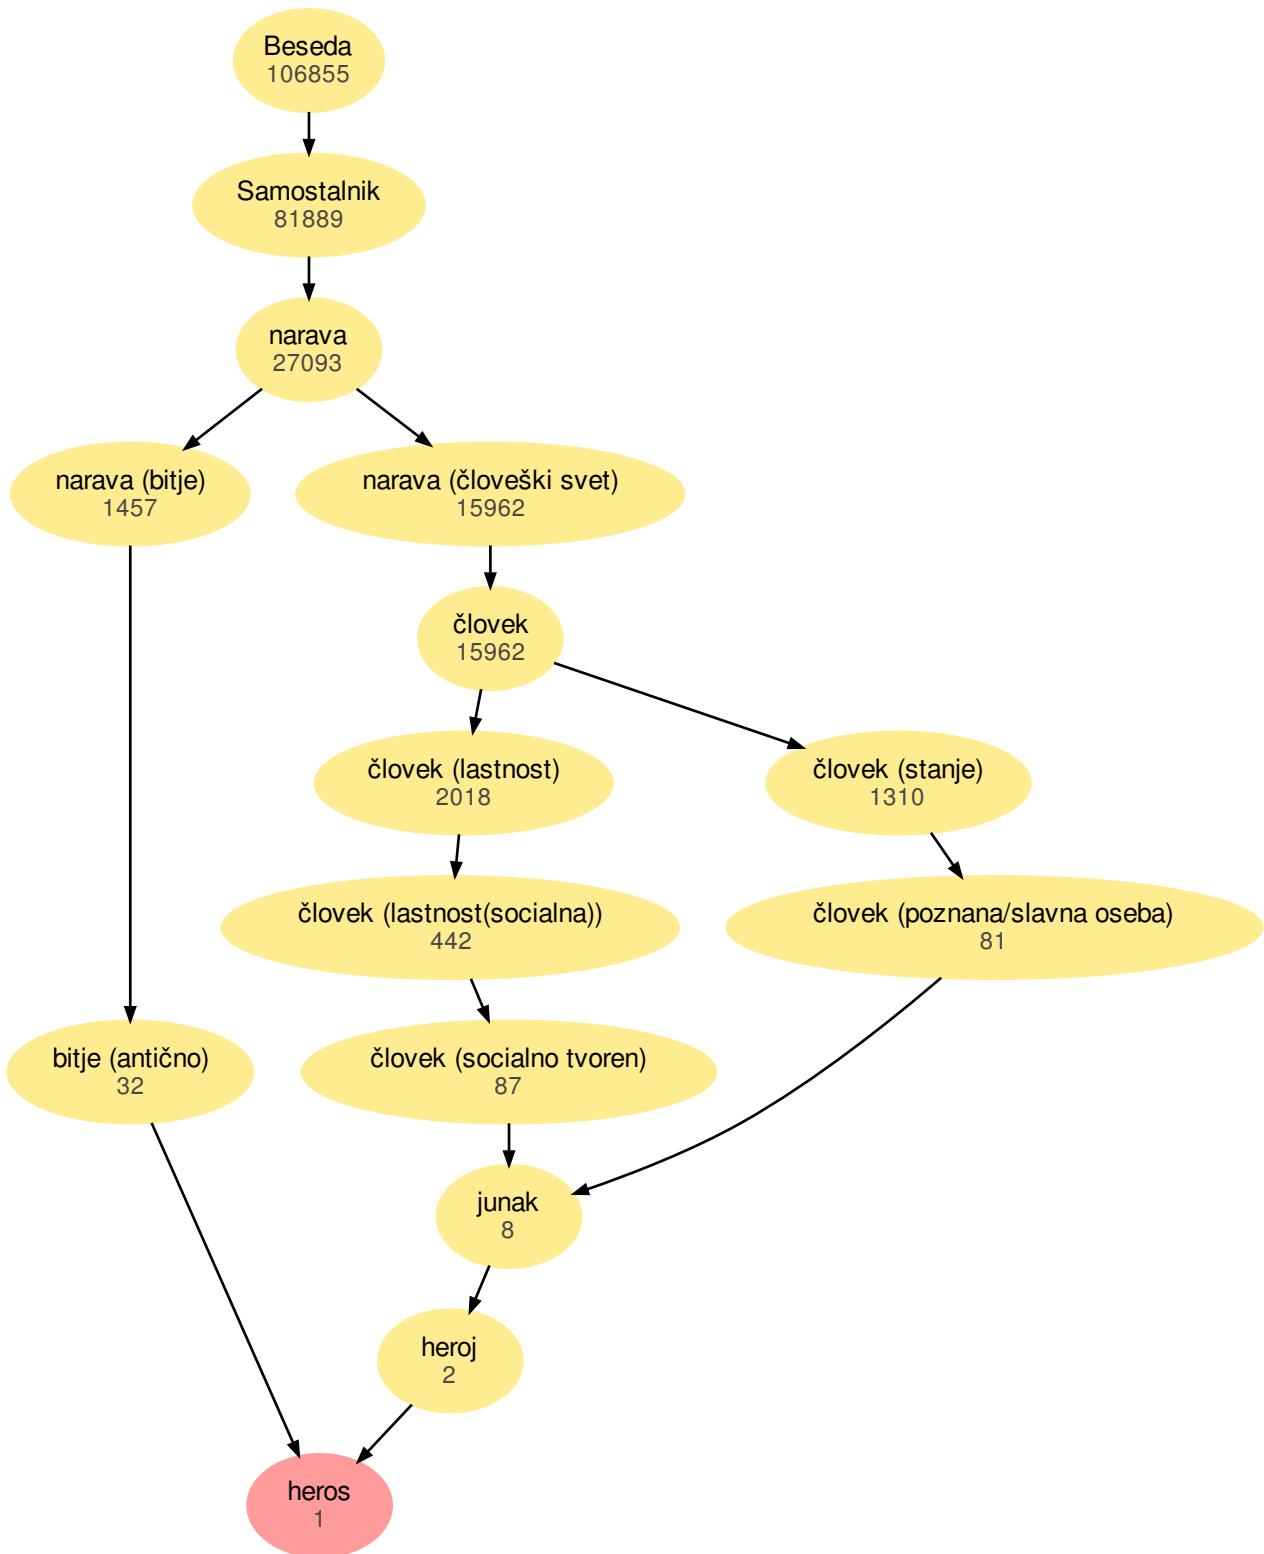 Beseda
106855
Samostalnik
81889
narava
27093
narava (bitje)
1457
narava (človeški svet)
15962
človek
15962
človek (lastnost)
2018
človek (stanje)
1310
človek (lastnost(socialna))
442
človek (poznana/slavna oseba)
81
bitje (antično)
32
človek (socialno tvoren)
87
junak
8
heroj
2
heros
1